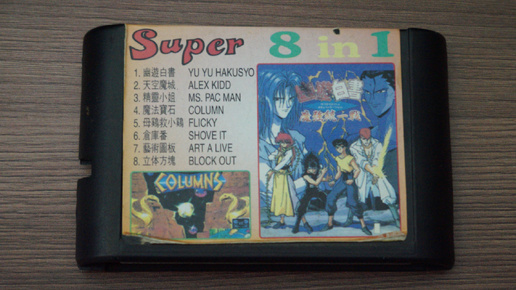 Super 8 in 1
1. 幽遊白書 YU YU HAKUSYO
2. 天空魔城 ALEX KIDD
3. 精靈小姐 MS. PAC MAN
4. 魔法寶石 COLUMN
5. 母鷄救小鷄 FLICKY
6. 倉庫番 SHOVE IT
7. 藝術圖板 ART A LIVE
8. 立体方塊 BLOCK OUT
COLUMNS